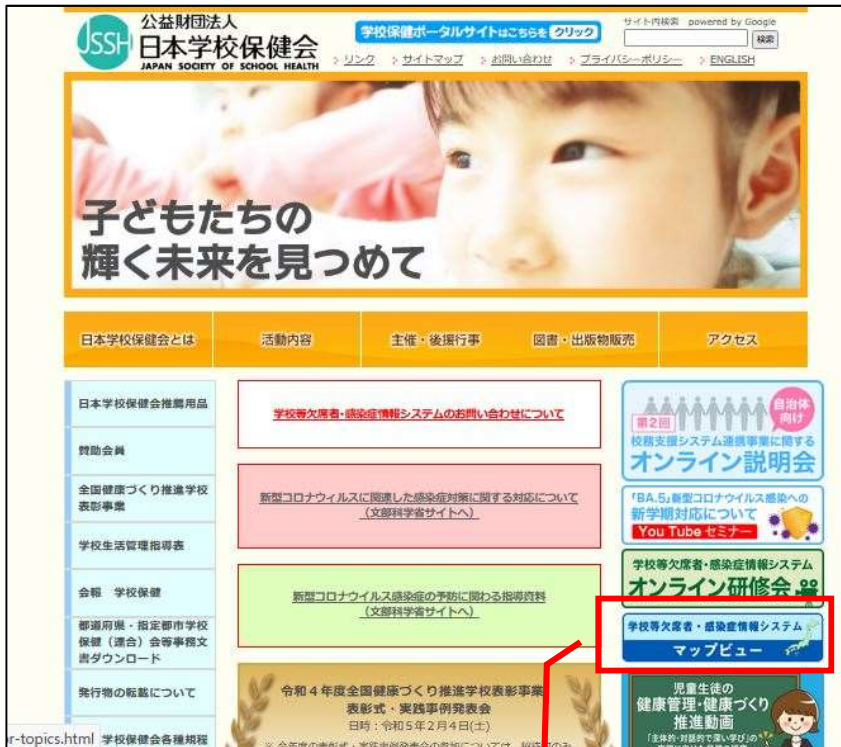 公益財団法人
JSSH
日本学校保健会
JAPAN SOCIETY OF SCHOOL HEALTH
学校保健ポータルサイトはこちらを クリック
サイト内検索 powered by Google
検索
リンク サイトマップ お問い合わせ プライバシーポリシー ENGLISH
子どもたちの
輝く未来を見つめて
日本学校保健会とは 活動内容 主催・後援行事 図書・出版物販売 アクセス
日本学校保健会推薦用品
賛助会員
全国健康づくり推進学校
表彰事業
学校生活管理指導表
会報 学校保健
都道府県・指定都市学校
保健(連合)会等事務文
書ダウンロード
発行物の転載について
学校保健会各種規程
r-topics.html
学校等欠席者・感染症情報システムのお問い合わせについて
新型コロナウィルスに関連した感染症対策に関する対応について
(文部科学省サイトへ)
新型コロナウイルス感染症の予防に関わる指導資料
(文部科学省サイトへ)
令和4年度全国健康づくり推進学校表彰事業
表彰式・実践事例発表会
日時:令和5年2月4日(土)
第2回
自治体
向け
校務支援システム連携事業に関する
オンライン説明会
「BA.5」新型コロナウイルス感染への
新学期対応について
You Tube セミナー
学校等欠席者・感染症情報システム
オンライン研修会
学校等欠席者・感染症情報システム
マップビュー
児童生徒の
健康管理・健康づくり
推進動画
「主体的・対話的で深い学び」の